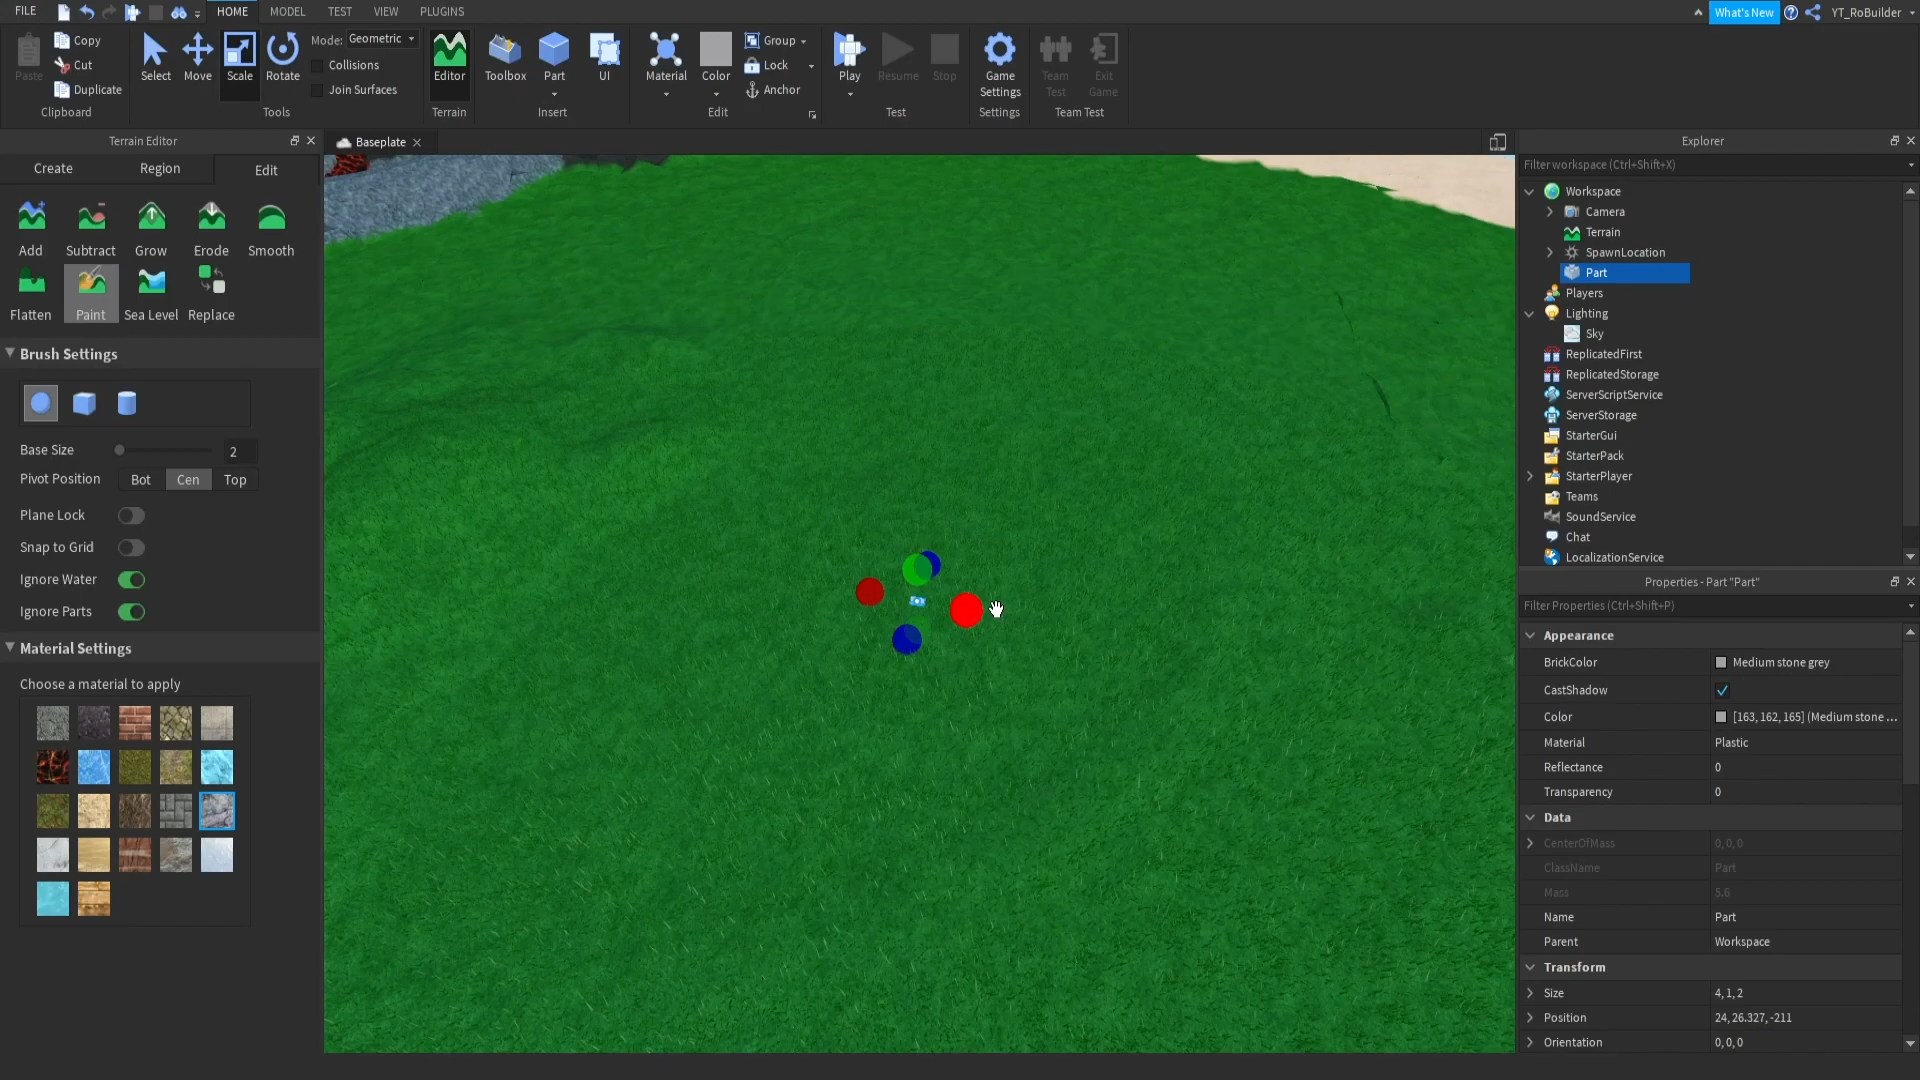 FILE
HOME
MODEL
TEST
VIEW
PLUGINS
What's New
YT_RoBuilder
Paste
Copy
Cut
Duplicate
Clipboard
Select
Move
Scale
Rotate
Mode: Geometric
Collisions
Join Surfaces
Tools
Editor
Terrain
Toolbox
Part
UI
Insert
Material
Color
Group
Lock
Anchor
Edit
Play
Resume
Stop
Test
Game
Settings
Settings
Team
Test
Exit
Game
Team Test
Terrain Editor
Create
Region
Edit
Add
Subtract
Grow
Erode
Smooth
Flatten
Paint
Sea Level
Replace
Brush Settings
Base Size
2
Pivot Position
Bot
Cen
Top
Plane Lock
Snap to Grid
Ignore Water
Ignore Parts
Material Settings
Choose a material to apply
Baseplate
Explorer
Filter workspace (Ctrl+Shift+X)
Workspace
Camera
Terrain
SpawnLocation
Part
Players
Lighting
Sky
ReplicatedFirst
ReplicatedStorage
ServerScriptService
ServerStorage
StarterGui
StarterPack
StarterPlayer
Teams
SoundService
Chat
LocalizationService
Properties - Part "Part"
Filter Properties (Ctrl+Shift+P)
Appearance
BrickColor Medium stone grey
CastShadow
Color [163, 162, 165] (Medium stone ...
Material Plastic
Reflectance 0
Transparency 0
Data
CenterOfMass 0, 0, 0
ClassName Part
Mass 5.6
Name Part
Parent Workspace
Transform
Size 4, 1, 2
Position 24, 26.327, -211
Orientation 0, 0, 0